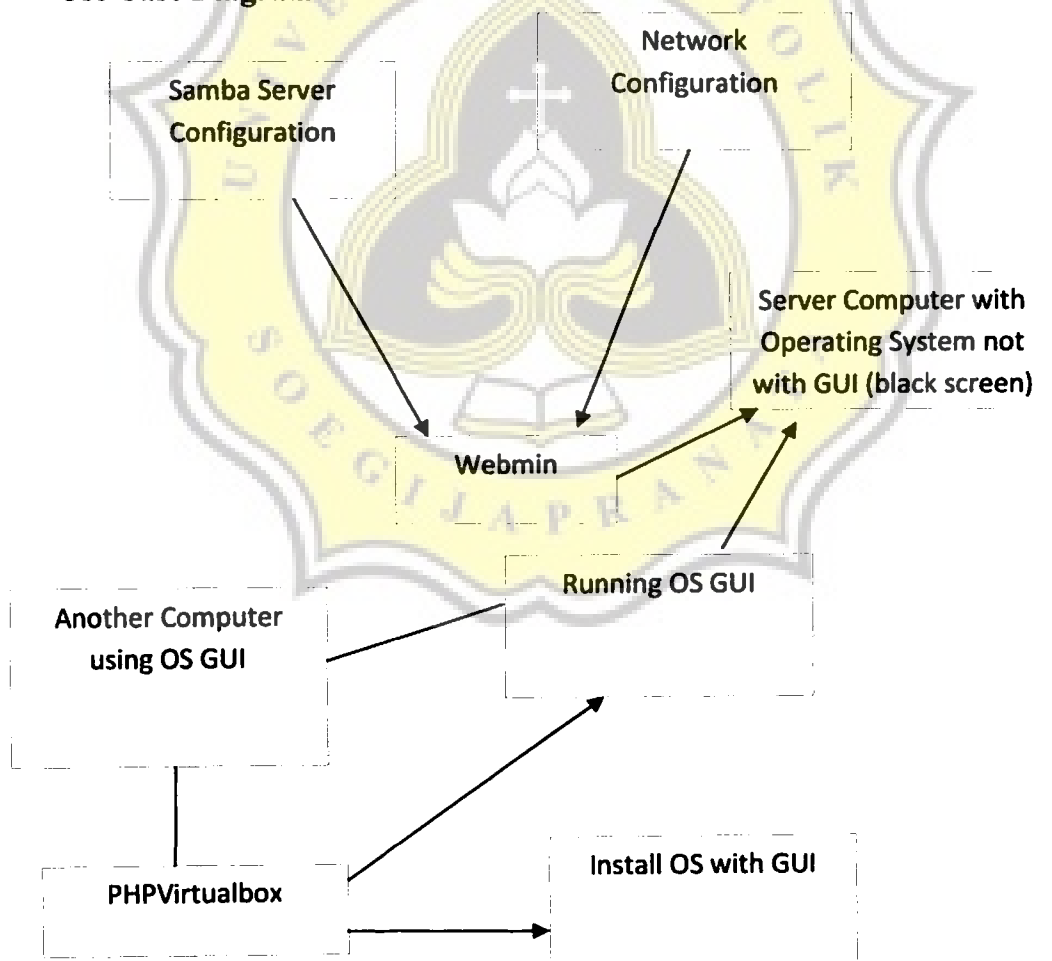 Network
Configuration
Samba Server
Configuration
Server Computer with
Operating System not
with GUI (black screen)
Webmin
Running OS GUI
Another Computer
using OS GUI
PHPVirtualbox
Install OS with GUI
SOEGIJAPRANA